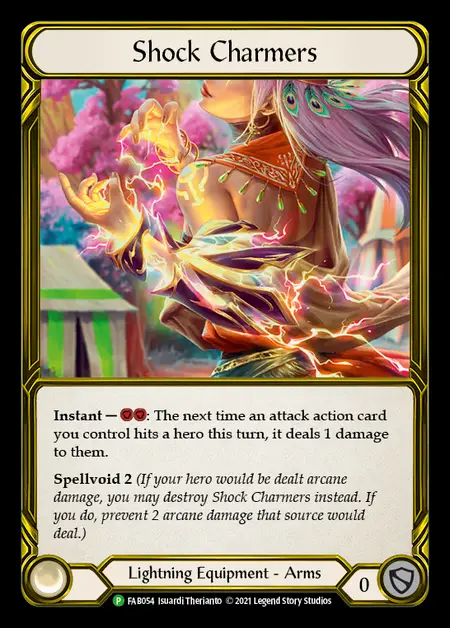 Shock Charmers
Instant — : The next time an attack action card
you control hits a hero this turn, it deals 1 damage
to them.
Spellvoid 2 (If your hero would be dealt arcane
damage, you may destroy Shock Charmers instead. If
you do, prevent 2 arcane damage that source would
deal.)
Lightning Equipment - Arms
0
P FAB054 Isuardi Therianto © 2021 Legend Story Studios